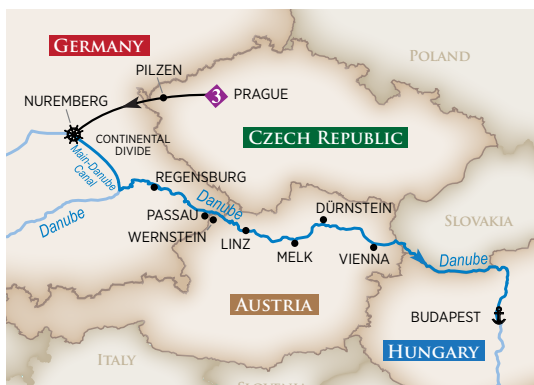 GERMANY
POLAND
PILZEN
3
PRAGUE
NUREMBERG
CONTINENTAL
DIVIDE
CZECH REPUBLIC
Main-Danube
Canal
REGENSBURG
Danube
Danube
PASSAU
WERNSTEIN
LINZ
MELK
DÜRNSTEIN
VIENNA
SLOVAKIA
Danube
AUSTRIA
BUDAPEST
HUNGARY
ITALY
SLOVENIA